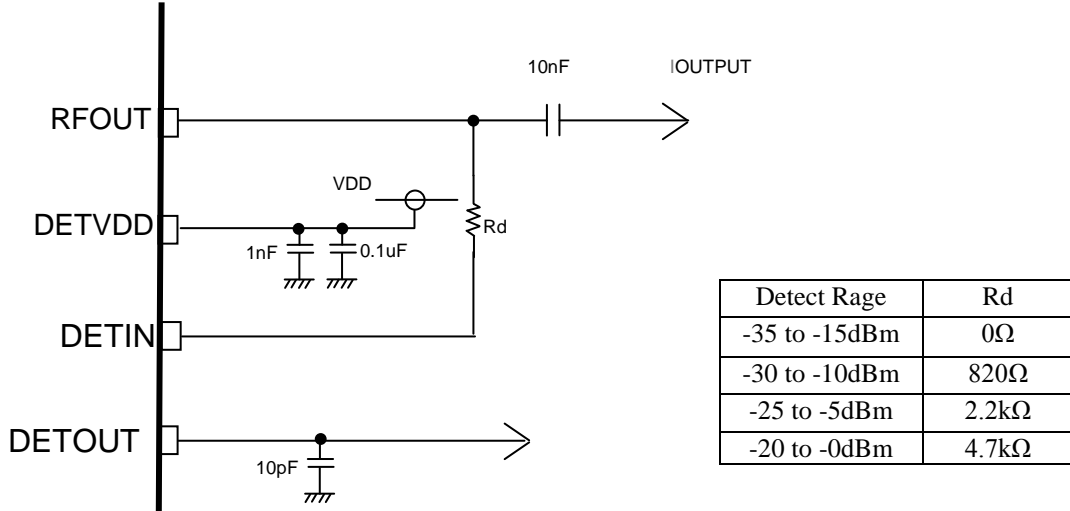 10nF
IOUTPUT
RFOUT
VDD
DETVDD
Rd
1nF
0.1uF
DETIN
DETOUT
10pF
Detect Rage Rd
-35 to -15dBm 0Ω
-30 to -10dBm 820Ω
-25 to -5dBm 2.2kΩ
-20 to -0dBm 4.7kΩ